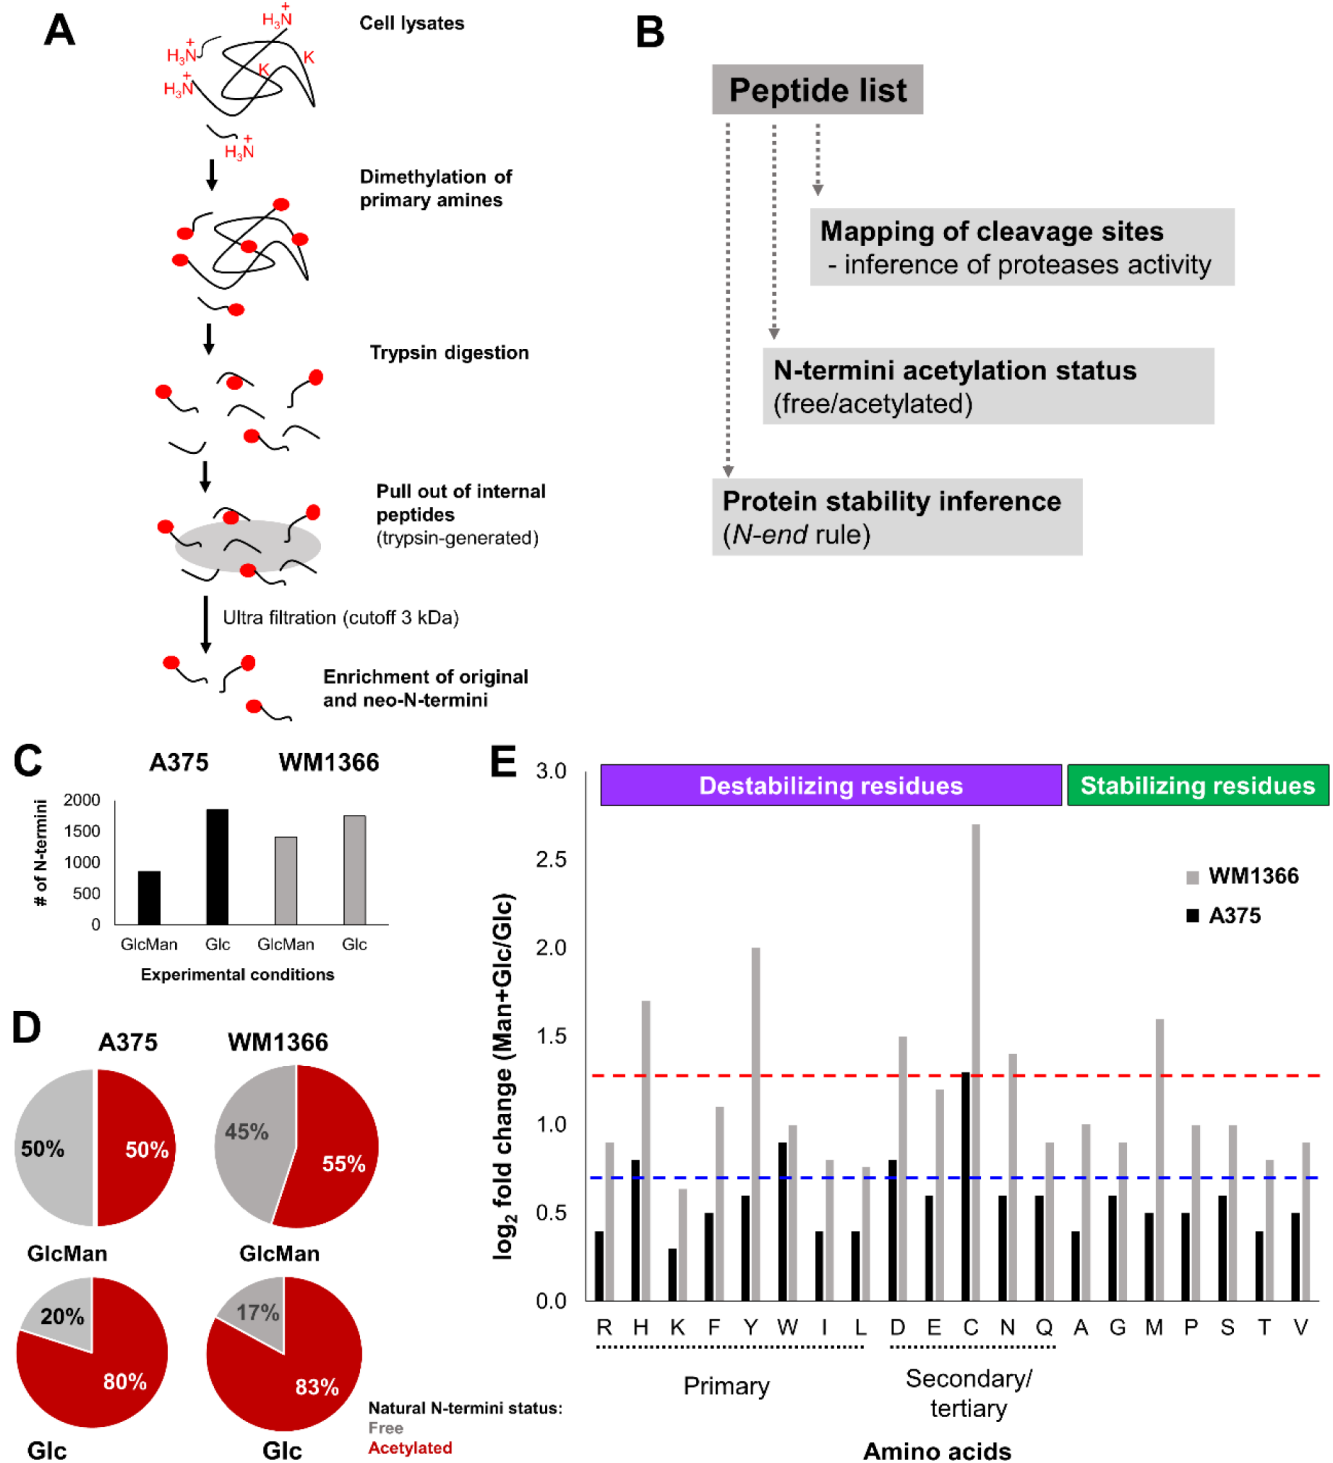 A
H₃N⁺
Cell lysates
H₃N⁺
K
K
H₃N⁺
H₃N⁺
Dimethylation of
primary amines
Trypsin digestion
Pull out of internal
peptides
(trypsin-generated)
Ultra filtration (cutoff 3 kDa)
Enrichment of original
and neo-N-termini
B
Peptide list
Mapping of cleavage sites
- inference of proteases activity
N-termini acetylation status
(free/acetylated)
Protein stability inference
(N-end rule)
C
A375 WM1366
# of N-termini
2000
1500
1000
500
0
GlcMan Glc GlcMan Glc
Experimental conditions
D
A375 WM1366
50% 50%
45% 55%
GlcMan GlcMan
20% 80%
17% 83%
Glc Glc
Natural N-termini status:
Free
Acetylated
E
log₂ fold change (Man+Glc/Glc)
3.0
2.5
2.0
1.5
1.0
0.5
0.0
Destabilizing residues Stabilizing residues
WM1366
A375
R H K F Y W I L D E C N Q A G M P S T V
Primary
Secondary/
tertiary
Amino acids